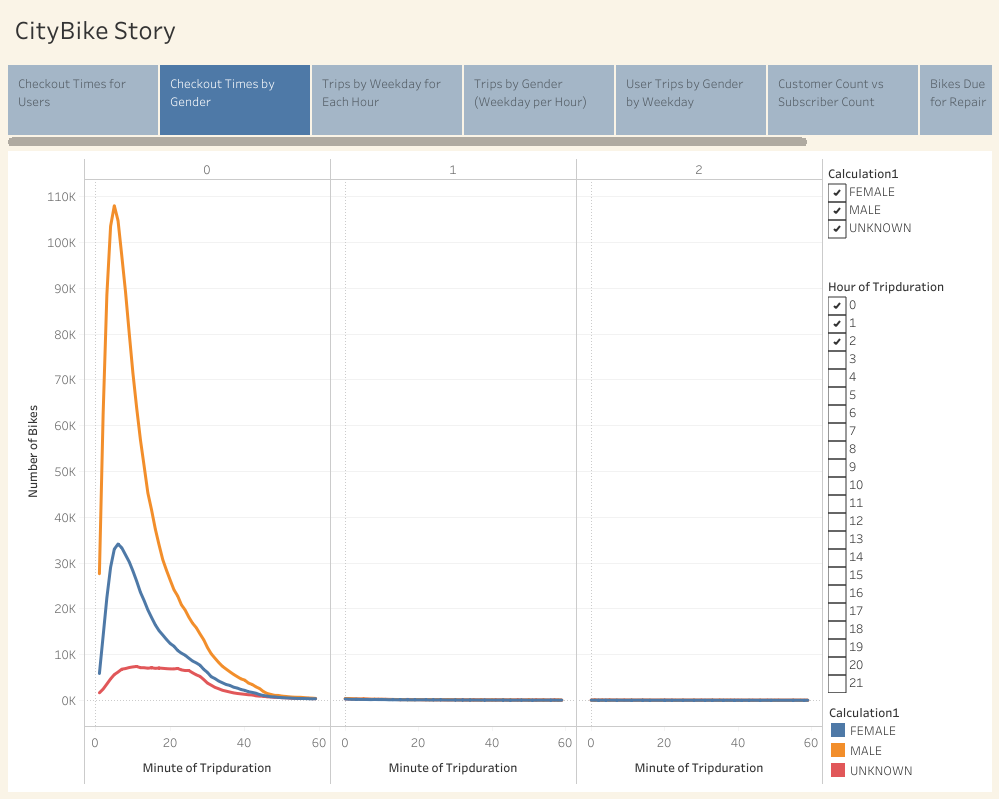 CityBike Story
Checkout Times for
Users
Checkout Times by
Gender
Trips by Weekday for
Each Hour
Trips by Gender
(Weekday per Hour)
User Trips by Gender
by Weekday
Customer Count vs
Subscriber Count
Bikes Due
for Repair
0
1
2
110K
100K
90K
80K
70K
60K
50K
40K
30K
20K
10K
0K
Number of Bikes
0 20 40 60
0 20 40 60
0 20 40 60
Minute of Tripduration
Minute of Tripduration
Minute of Tripduration
Calculation1
FEMALE
MALE
UNKNOWN
Hour of Tripduration
0
1
2
3
4
5
6
7
8
9
10
11
12
13
14
15
16
17
18
19
20
21
Calculation1
FEMALE
MALE
UNKNOWN